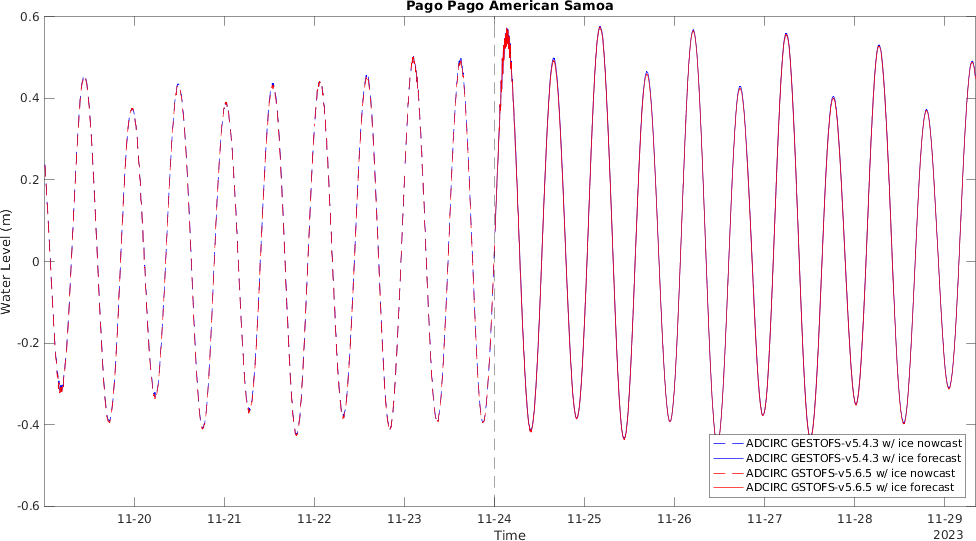 Pago Pago American Samoa
0.6
0.4
0.2
0
-0.2
-0.4
-0.6
Water Level (m)
11-20 11-21 11-22 11-23 11-24 11-25 11-26 11-27 11-28 11-29
Time
2023
ADCIRC GESTOFS-v5.4.3 w/ ice nowcast
ADCIRC GESTOFS-v5.4.3 w/ ice forecast
ADCIRC GSTOFS-v5.6.5 w/ ice nowcast
ADCIRC GSTOFS-v5.6.5 w/ ice forecast